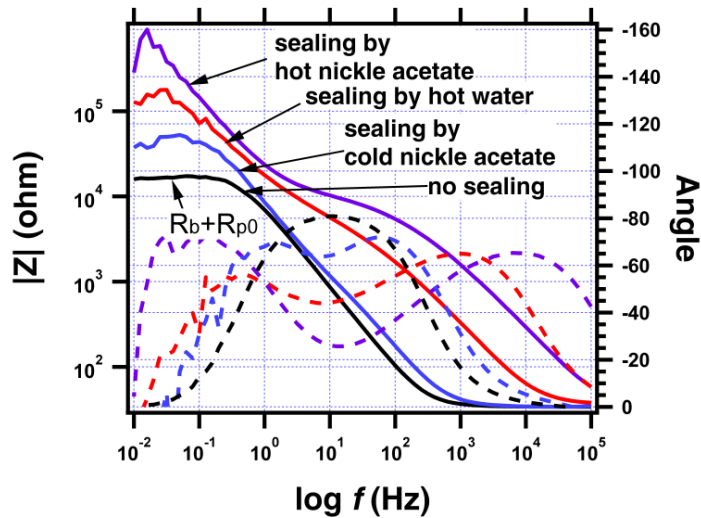 sealing by
hot nickle acetate
sealing by hot water
sealing by
cold nickle acetate
no sealing
R_b+R_p0
|Z| (ohm)
10^5
10^4
10^3
10^2
Angle
-160
-140
-120
-100
-80
-60
-40
-20
0
10^-2
10^-1
10^0
10^1
10^2
10^3
10^4
10^5
log f (Hz)